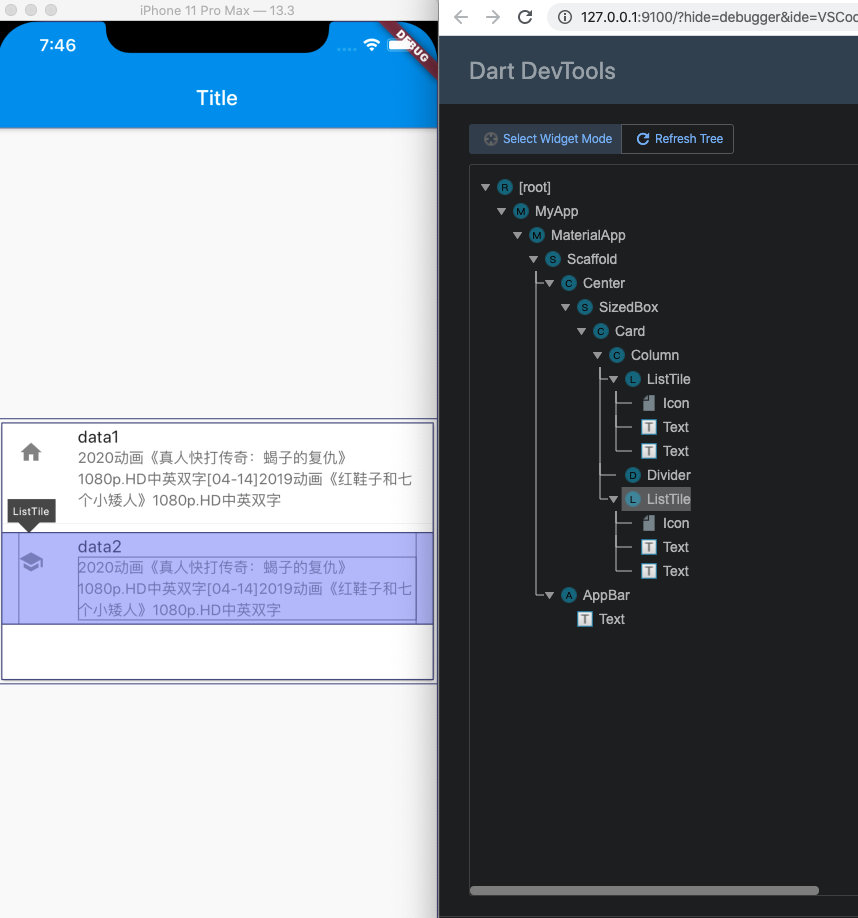 iPhone 11 Pro Max — 13.3
7:46
DEBUG
Title
data1
2020动画《真人快打传奇：蝎子的复仇》
1080p.HD中英双字[04-14]2019动画《红鞋子和七
个小矮人》1080p.HD中英双字
ListTile
data2
2020动画《真人快打传奇：蝎子的复仇》
1080p.HD中英双字[04-14]2019动画《红鞋子和七
个小矮人》1080p.HD中英双字
127.0.0.1:9100/?hide=debugger&ide=VSCod
Dart DevTools
Select Widget Mode
Refresh Tree
R [root]
M MyApp
M MaterialApp
S Scaffold
C Center
S SizedBox
C Card
C Column
L ListTile
Icon
T Text
T Text
D Divider
L ListTile
Icon
T Text
T Text
A AppBar
T Text